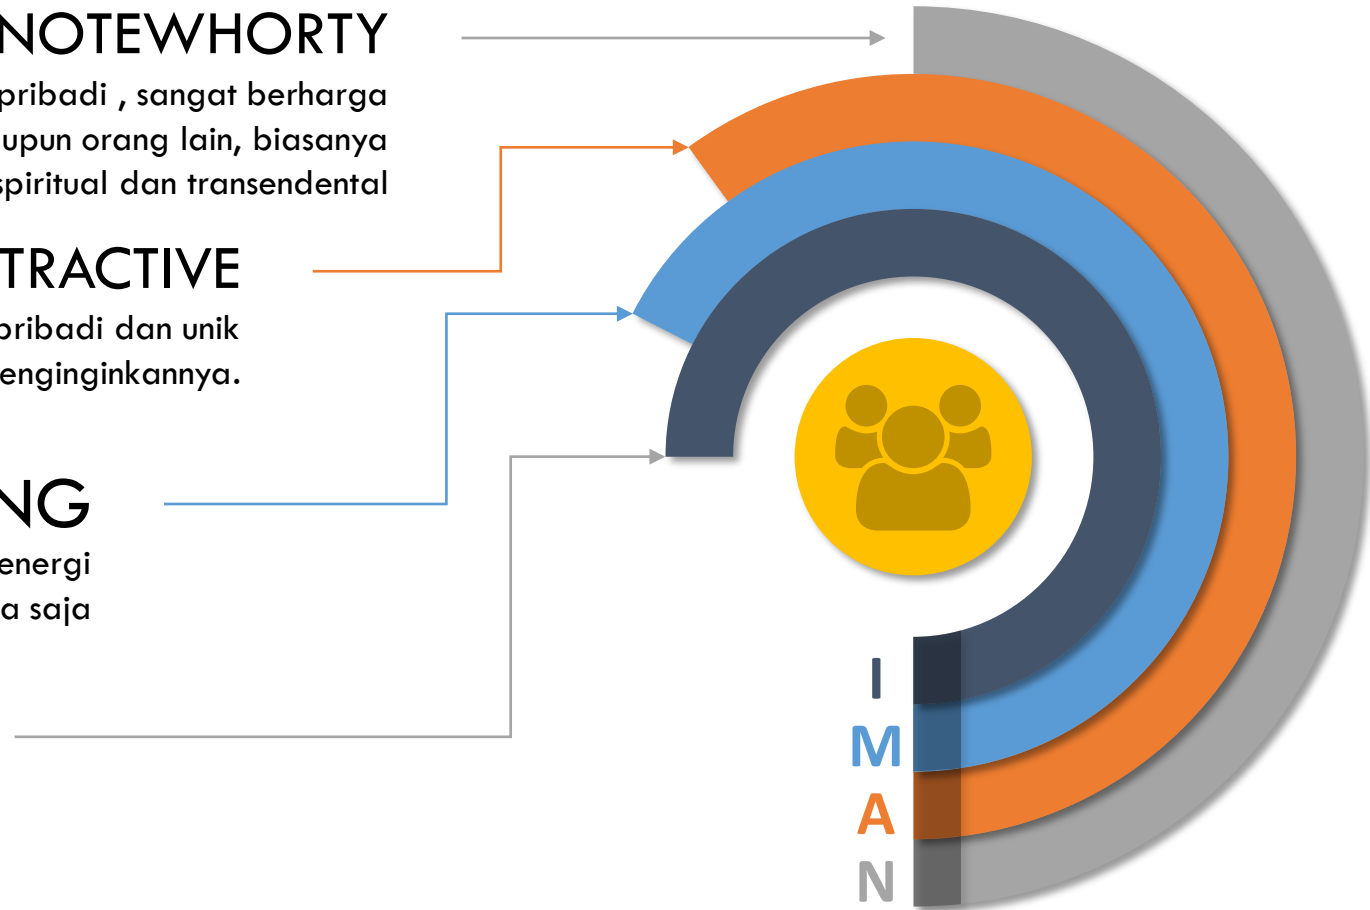 NOTEWHORTY
pribadi , sangat berharga
upun orang lain, biasanya
spiritual dan transendental
TRACTIVE
pribadi dan unik
enginginkannya.
NG
energi
a saja
I
M
A
N